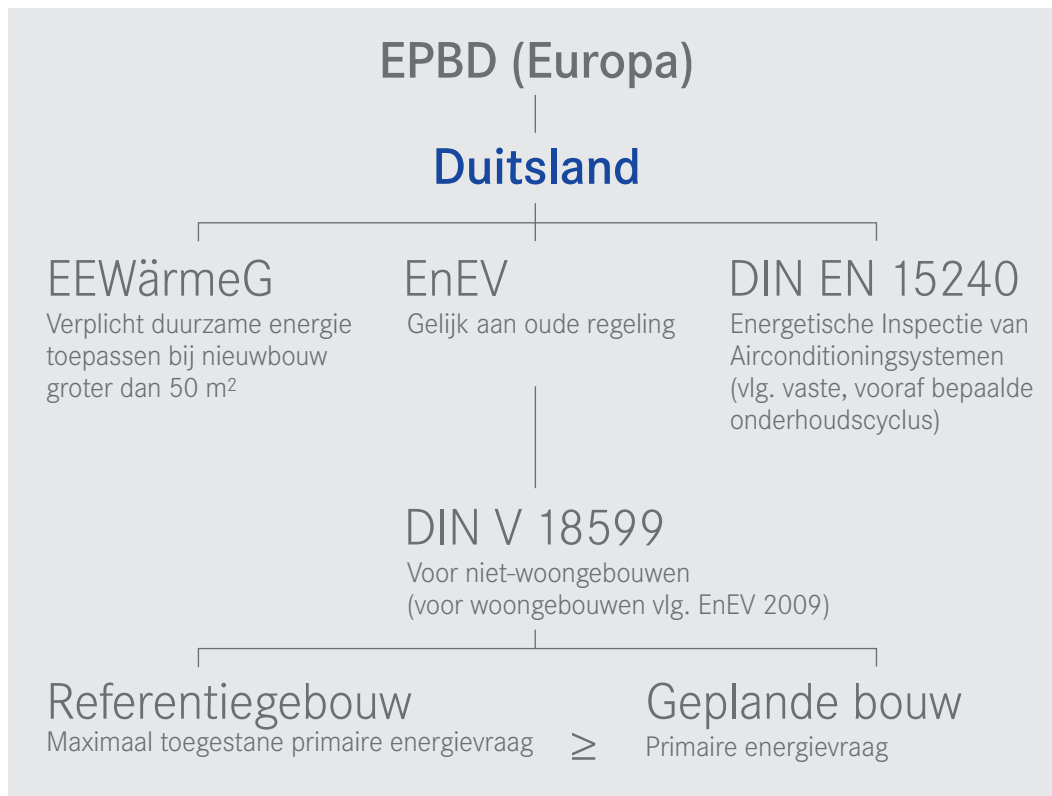 EPBD (Europa)
Duitsland
EEWärmeG
Verplicht duurzame energie
toepassen bij nieuwbouw
groter dan 50 m²
EnEV
Gelijk aan oude regeling
DIN EN 15240
Energetische Inspectie van
Airconditioningsystemen
(vlg. vaste, vooraf bepaalde
onderhoudscyclus)
DIN V 18599
Voor niet-woongebouwen
(voor woongebouwen vlg. EnEV 2009)
Referentiegebouw
Maximaal toegestane primaire energievraag
≥
Geplande bouw
Primaire energievraag